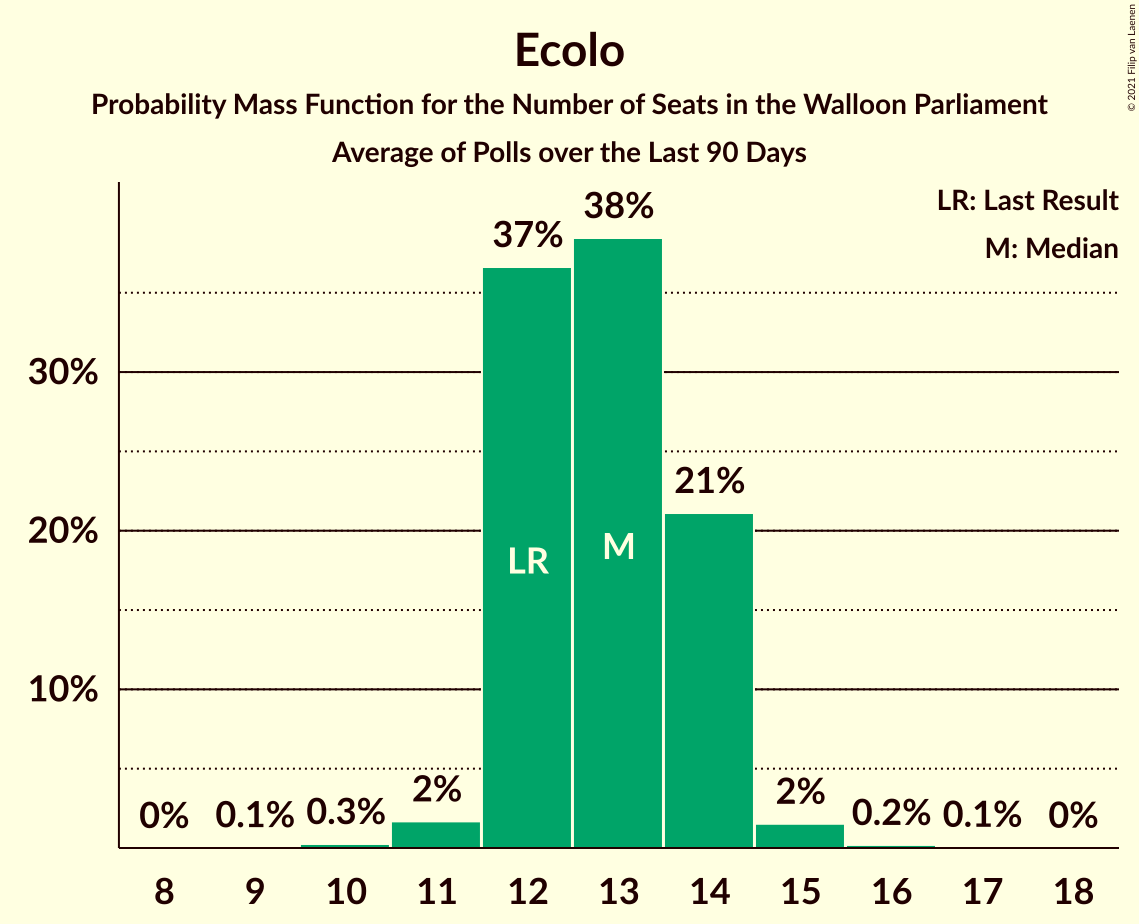 Ecolo
Probability Mass Function for the Number of Seats in the Walloon Parliament
Average of Polls over the Last 90 Days
© 2021 Filip van Laenen
LR: Last Result
M: Median
30%
20%
10%
0%
0.1%
0.3%
2%
37%
38%
21%
2%
0.2%
0.1%
0%
LR
M
8 9 10 11 12 13 14 15 16 17 18